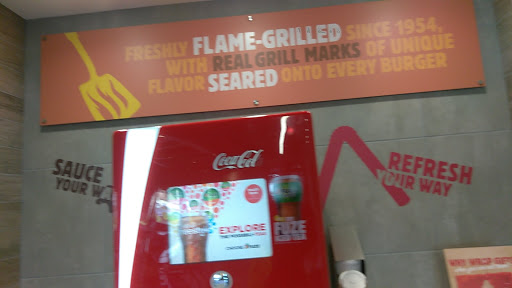 FRESHLY FLAME-GRILLED SINCE 1954,
WITH REAL GRILL MARKS OF UNIQUE
FLAVOR SEARED ONTO EVERY BURGER
SAUCE
YOUR
Coca-Cola
EXPLORE
FUZE
REFRESH
YOUR WAY